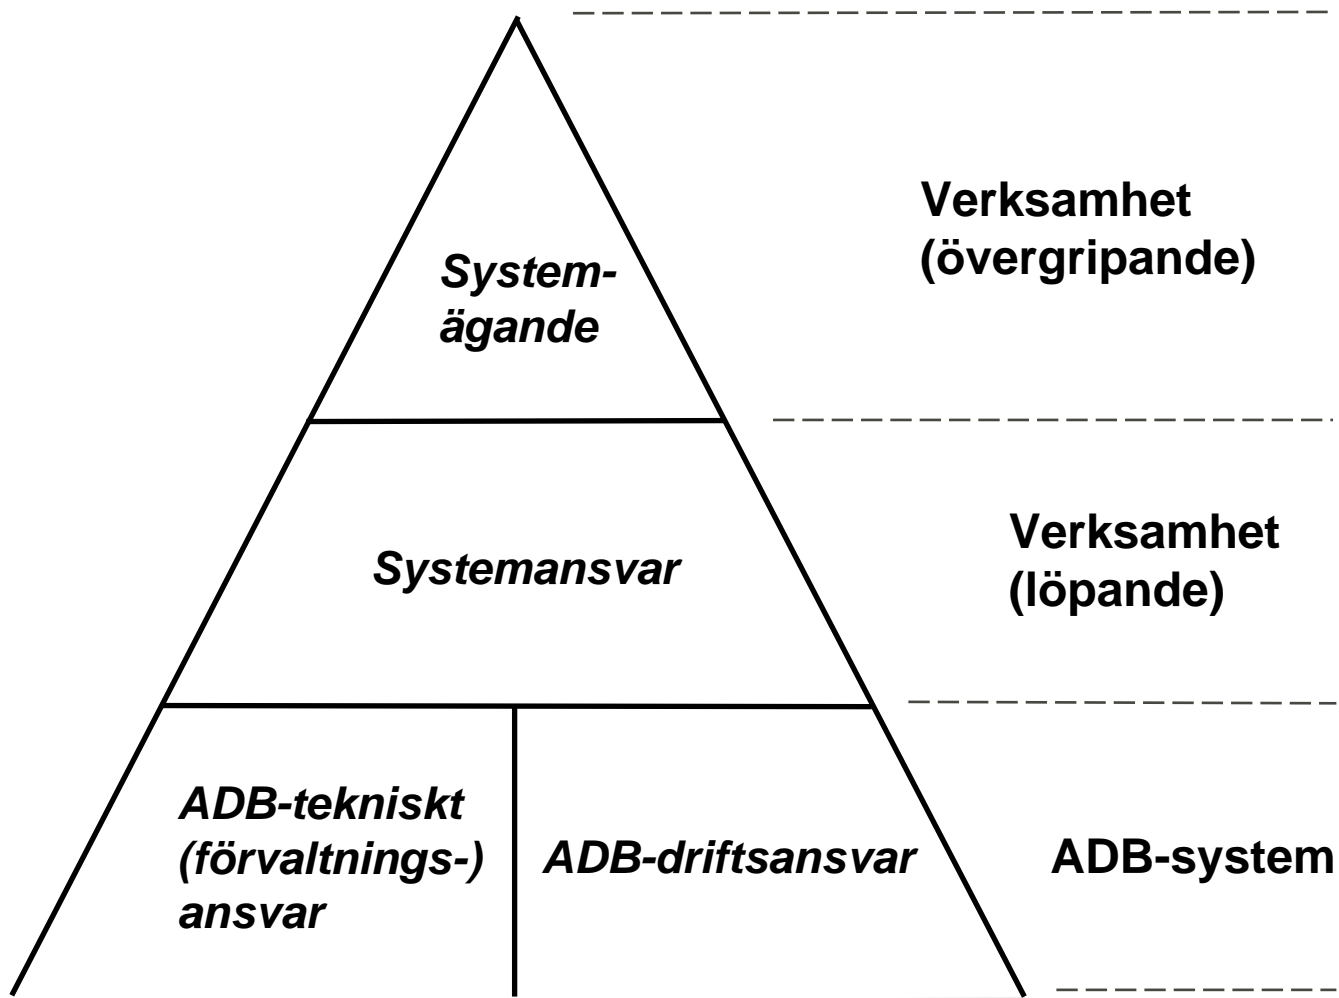 System-
ägande
Verksamhet
(övergripande)
Systemansvar
Verksamhet
(löpande)
ADB-tekniskt
(förvaltnings-)
ansvar
ADB-driftsansvar
ADB-system